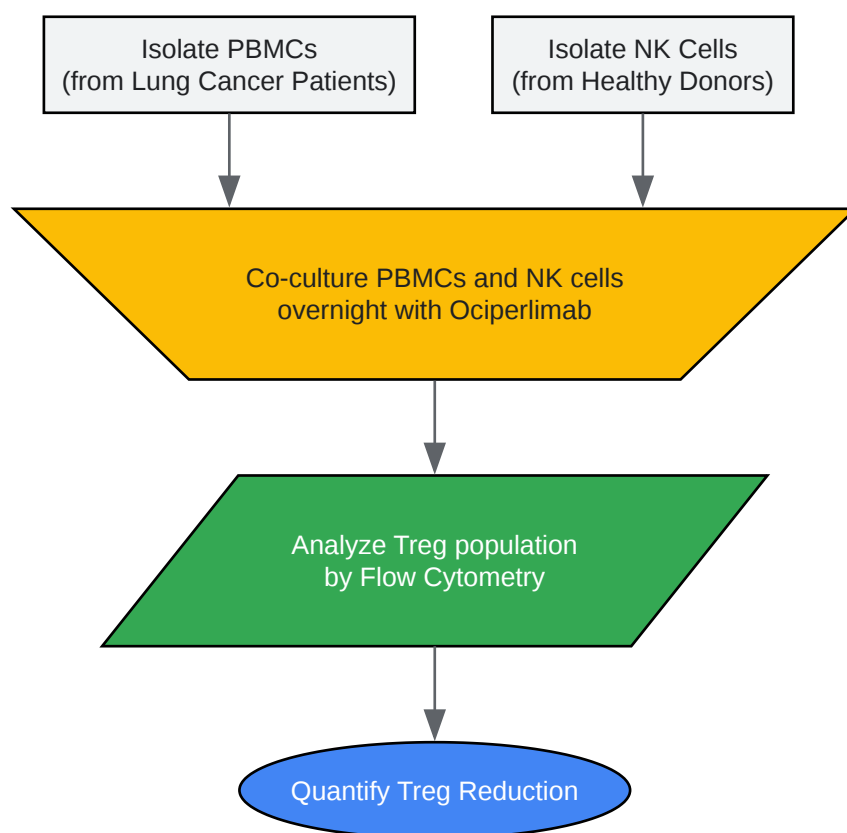 Isolate PBMCs
(from Lung Cancer Patients)
Isolate NK Cells
(from Healthy Donors)
Co-culture PBMCs and NK cells
overnight with Ociperlimab
Analyze Treg population
by Flow Cytometry
Quantify Treg Reduction